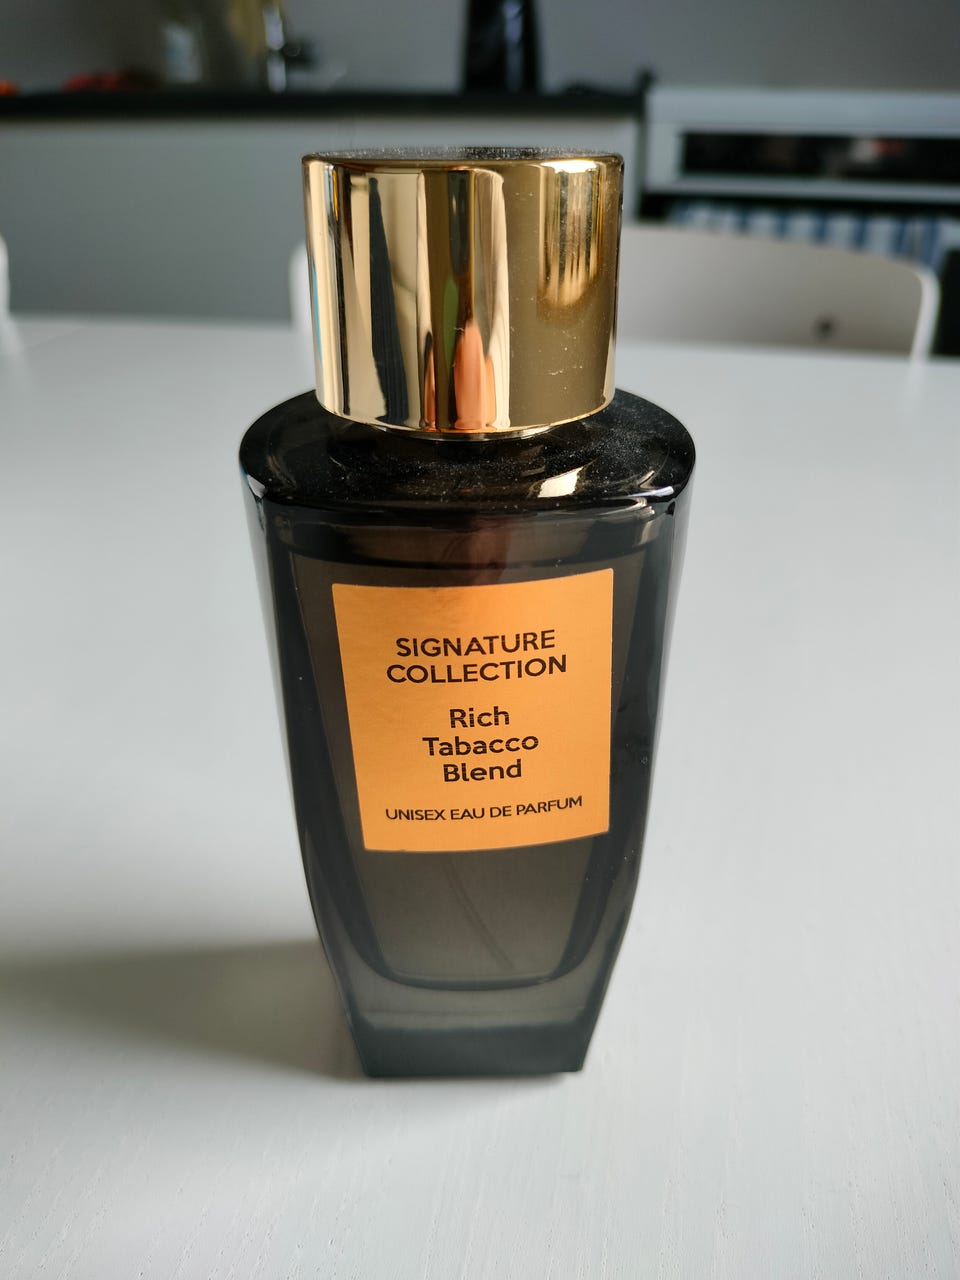 SIGNATURE
COLLECTION
Rich
Tabacco
Blend
UNISEX EAU DE PARFUM